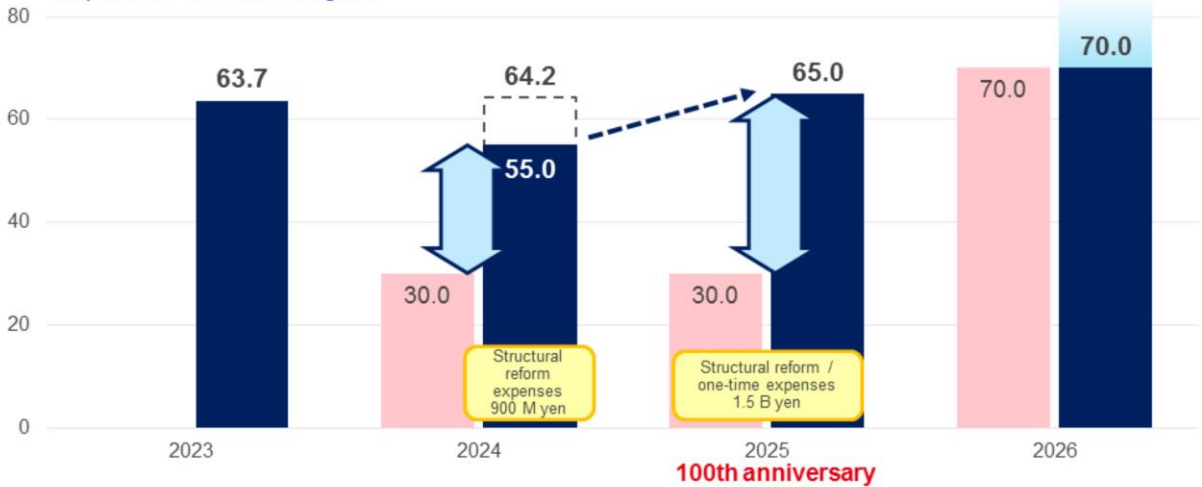 80
60
40
20
0
63.7
64.2
55.0
30.0
Structural
reform
expenses
900 M yen
65.0
30.0
Structural reform /
one-time expenses
1.5 B yen
70.0
70.0
2023
2024
2025
2026
100th anniversary